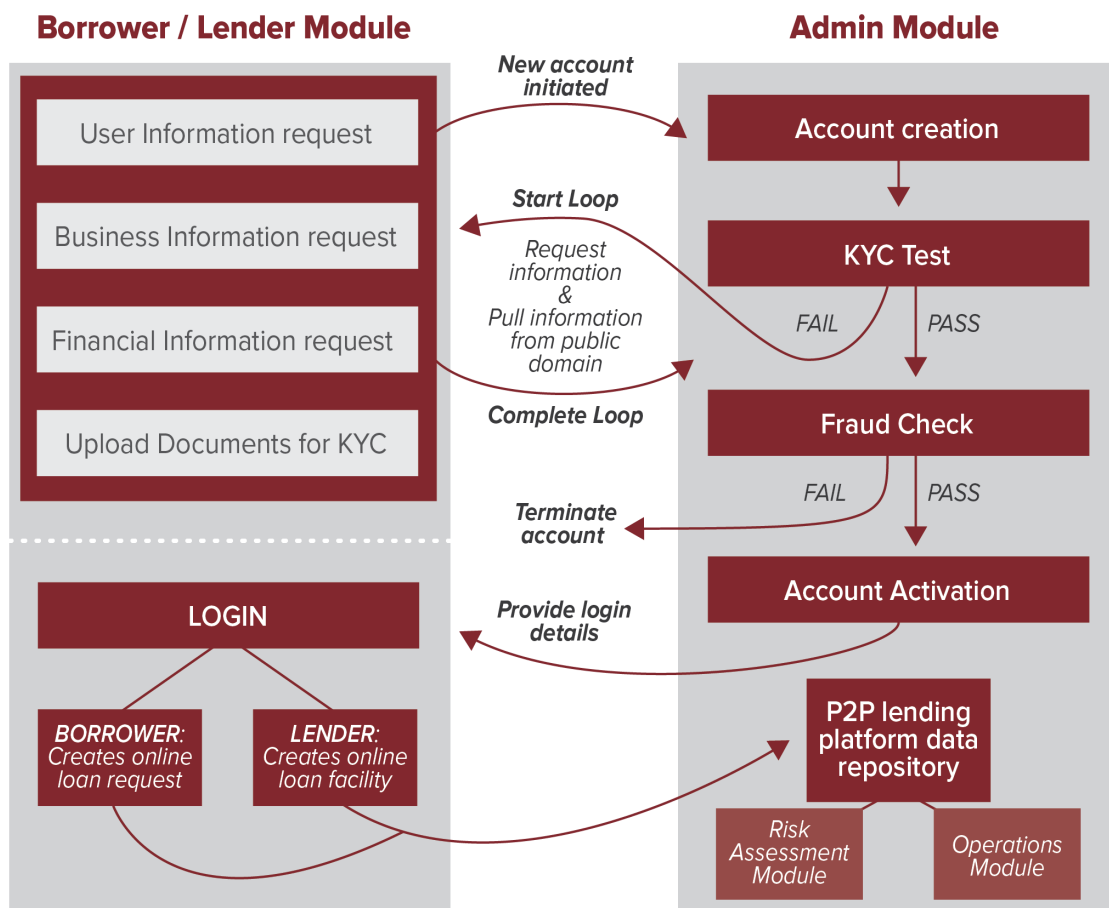 Borrower / Lender Module
User Information request
Business Information request
Financial Information request
Upload Documents for KYC
New account
initiated
Start Loop
Request
information
&
Pull information
from public
domain
Complete Loop
Terminate
account
Provide login
details
Admin Module
Account creation
KYC Test
FAIL
PASS
Fraud Check
FAIL
PASS
Account Activation
LOGIN
BORROWER:
Creates online
loan request
LENDER:
Creates online
loan facility
P2P lending
platform data
repository
Risk
Assessment
Module
Operations
Module